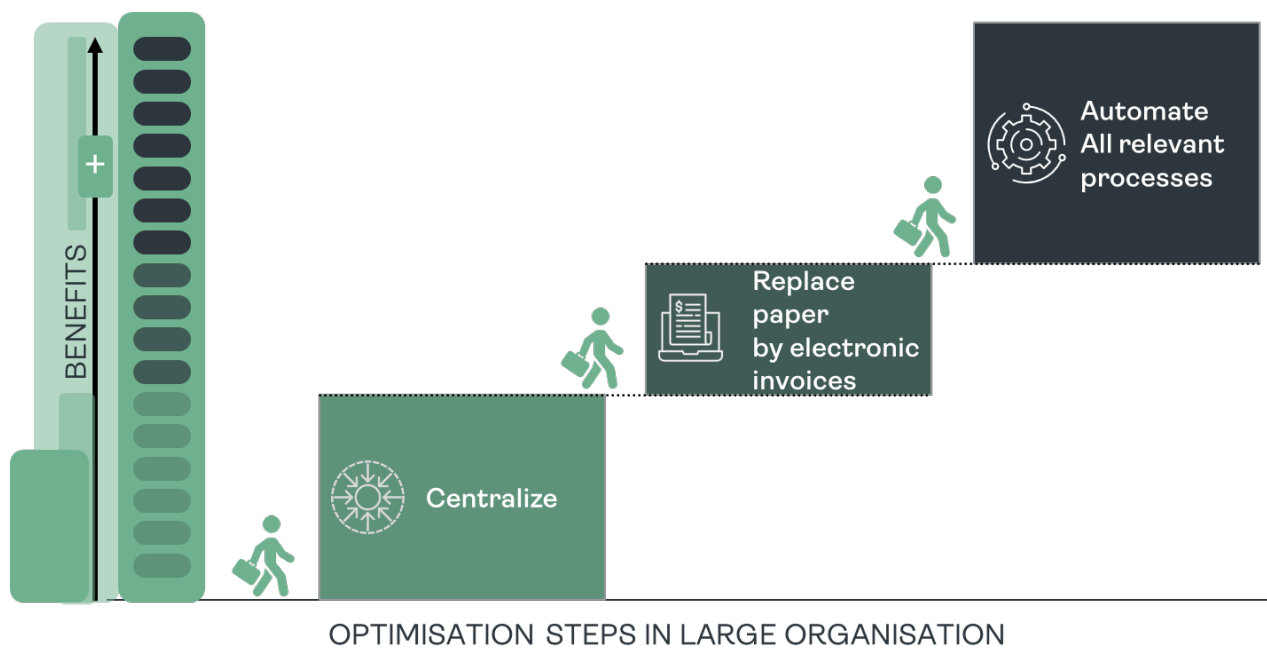 Automate
All relevant
processes
+
BENEFITS
Replace
paper
by electronic
invoices
$
Centralize
OPTIMISATION STEPS IN LARGE ORGANISATION